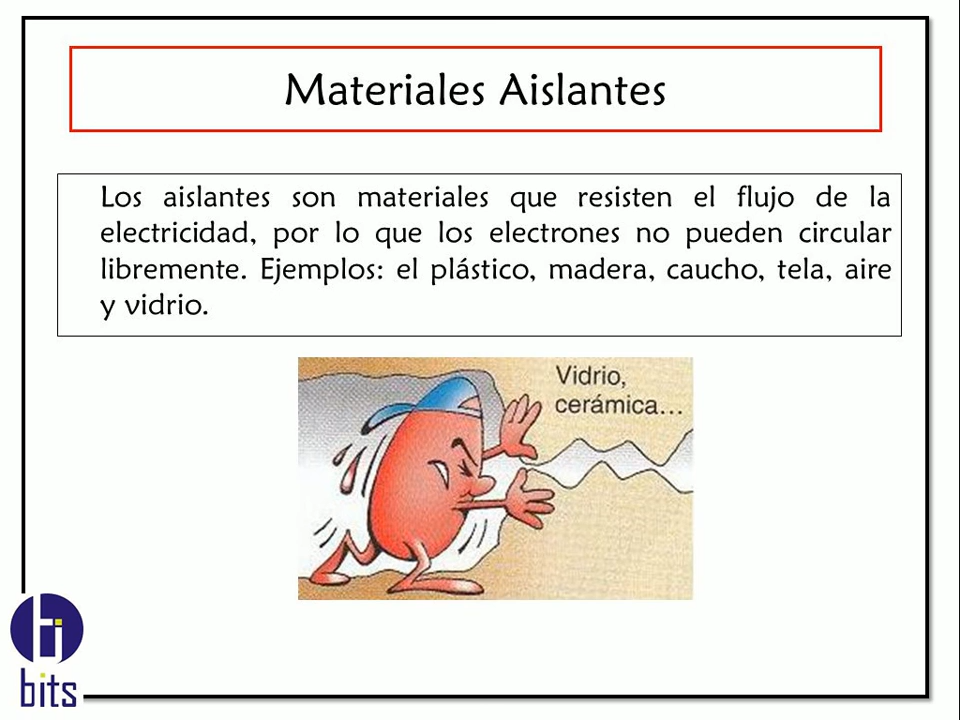 Materiales Aislantes
Los aislantes son materiales que resisten el flujo de la
electricidad, por lo que los electrones no pueden circular
libremente. Ejemplos: el plástico, madera, caucho, tela, aire
y vidrio.
Vidrio,
cerámica...
bits